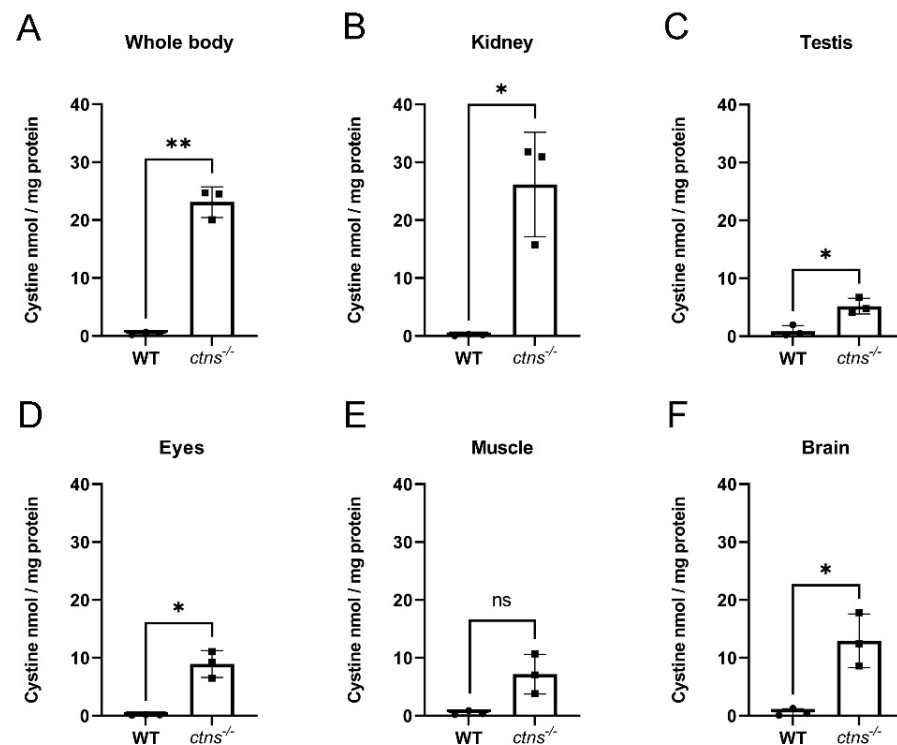 A
Whole body
Cystine nmol / mg protein
40
30
20
10
0
**
WT
ctns-/-
B
Kidney
Cystine nmol / mg protein
40
30
20
10
0
*
WT
ctns-/-
C
Testis
Cystine nmol / mg protein
40
30
20
10
0
*
WT
ctns-/-
D
Eyes
Cystine nmol / mg protein
40
30
20
10
0
*
WT
ctns-/-
E
Muscle
Cystine nmol / mg protein
40
30
20
10
0
ns
WT
ctns-/-
F
Brain
Cystine nmol / mg protein
40
30
20
10
0
*
WT
ctns-/-